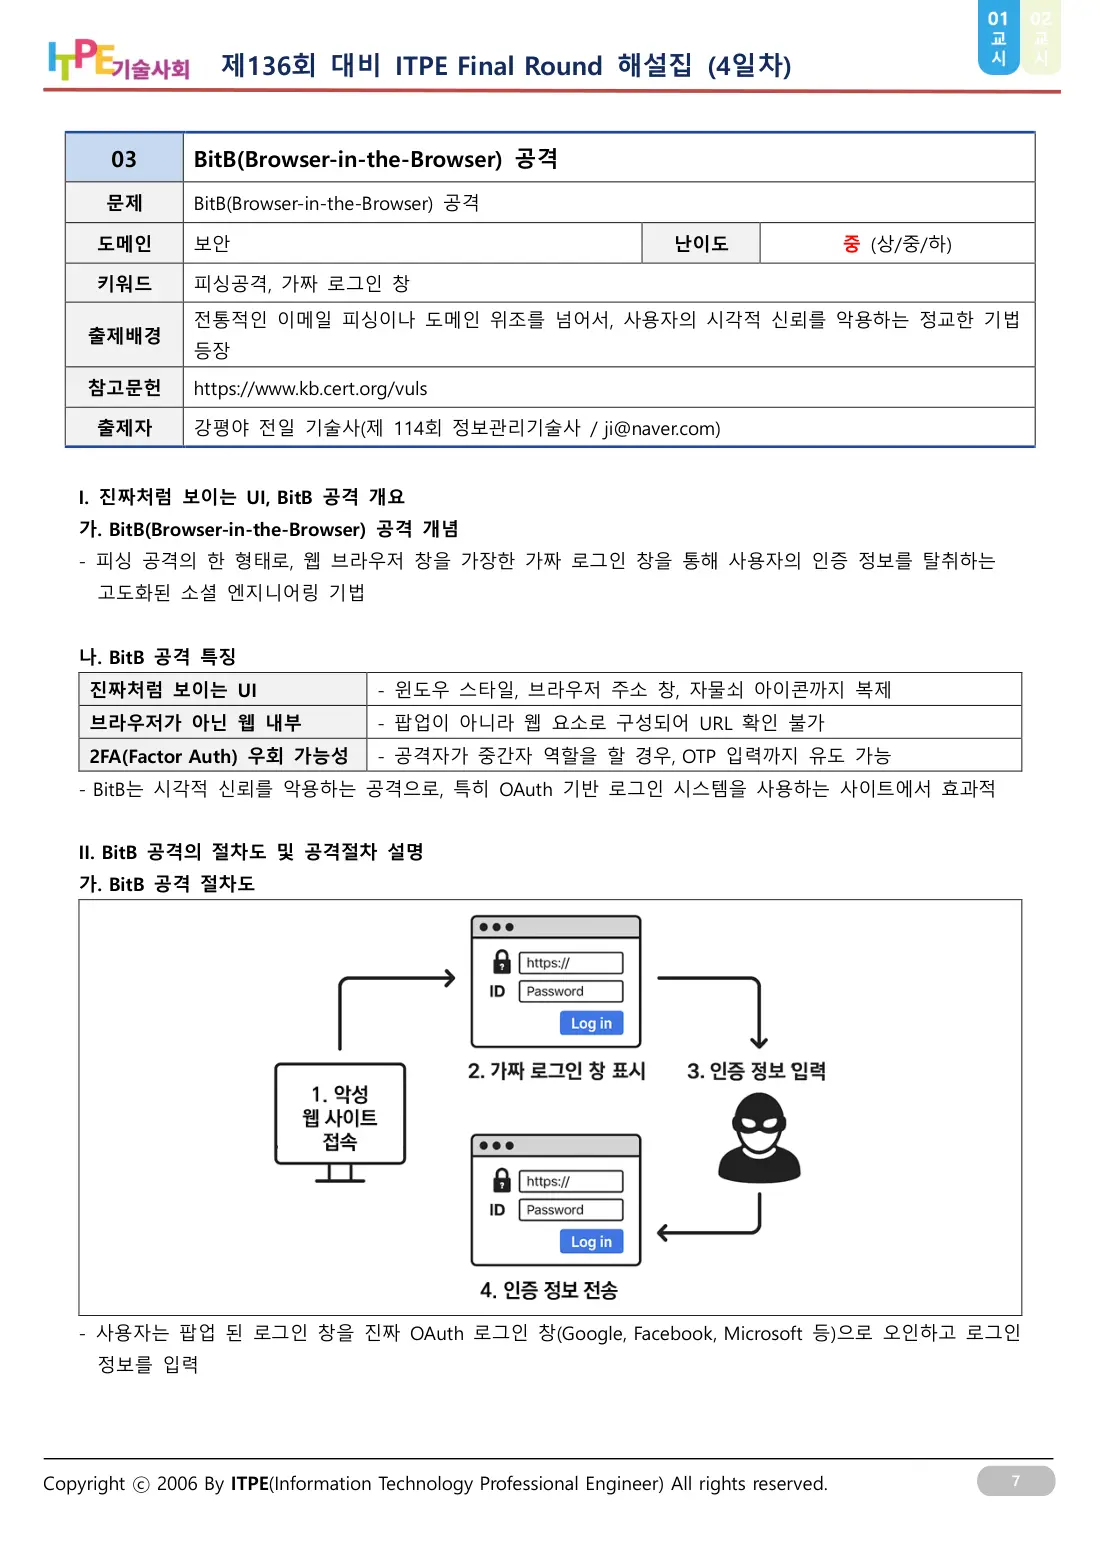 ITPE기술사회 제136회 대비 ITPE Final Round 해설집 (4일차)
01
교
시
02
교
시
03 BitB(Browser-in-the-Browser) 공격
문제 BitB(Browser-in-the-Browser) 공격
도메인 보안 난이도 중 (상/중/하)
키워드 피싱공격, 가짜 로그인 창
출제배경 전통적인 이메일 피싱이나 도메인 위조를 넘어서, 사용자의 시각적 신뢰를 악용하는 정교한 기법
등장
참고문헌 https://www.kb.cert.org/vuls
출제자 강평야 전일 기술사(제 114회 정보관리기술사 / ji@naver.com)
I. 진짜처럼 보이는 UI, BitB 공격 개요
가. BitB(Browser-in-the-Browser) 공격 개념
- 피싱 공격의 한 형태로, 웹 브라우저 창을 가장한 가짜 로그인 창을 통해 사용자의 인증 정보를 탈취하는
고도화된 소셜 엔지니어링 기법
나. BitB 공격 특징
진짜처럼 보이는 UI - 윈도우 스타일, 브라우저 주소 창, 자물쇠 아이콘까지 복제
브라우저가 아닌 웹 내부 - 팝업이 아니라 웹 요소로 구성되어 URL 확인 불가
2FA(Factor Auth) 우회 가능성 - 공격자가 중간자 역할을 할 경우, OTP 입력까지 유도 가능
- BitB는 시각적 신뢰를 악용하는 공격으로, 특히 OAuth 기반 로그인 시스템을 사용하는 사이트에서 효과적
II. BitB 공격의 절차도 및 공격절차 설명
가. BitB 공격 절차도
https://
ID Password
Log in
2. 가짜 로그인 창 표시
3. 인증 정보 입력
1. 악성
웹 사이트
접속
https://
ID Password
Log in
4. 인증 정보 전송
- 사용자는 팝업 된 로그인 창을 진짜 OAuth 로그인 창(Google, Facebook, Microsoft 등)으로 오인하고 로그인
정보를 입력
Copyright ⓒ 2006 By ITPE(Information Technology Professional Engineer) All rights reserved.
7